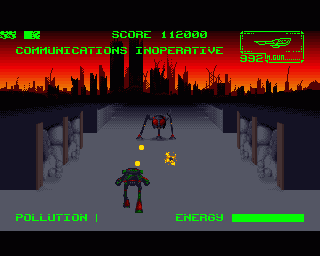 SCORE 112000
COMMUNICATIONS INOPERATIVE
992 M.GUN
POLLUTION
ENERGY